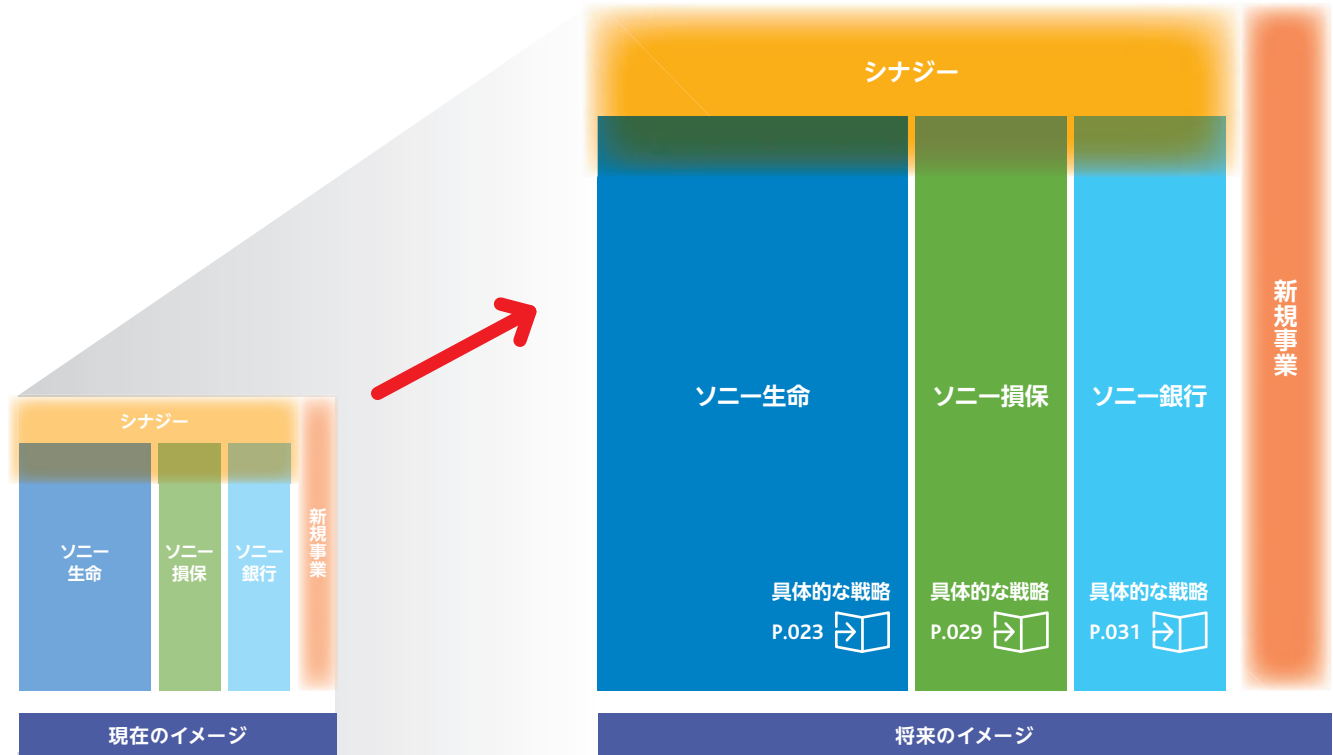 シナジー
ソニー生命
ソニー損保
ソニー銀行
新規事業
具体的な戦略
P.023
具体的な戦略
P.029
具体的な戦略
P.031
シナジー
ソニー
生命
ソニー
損保
ソニー
銀行
新規事業
現在のイメージ
将来のイメージ